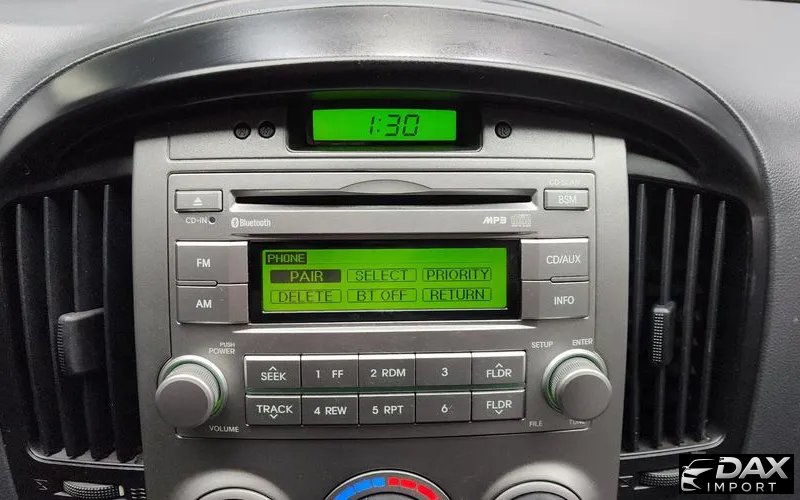 1:30
CD-SCAN
BSM
CD-IN
Bluetooth
MP3
FM
AM
PHONE
PAIR SELECT PRIORITY
DELETE BT OFF RETURN
CD/AUX
INFO
PUSH
POWER
VOLUME
SEEK 1 FF 2 RDM 3 FLDR
TRACK 4 REW 5 RPT 6 FLDR
SETUP ENTER
FILE TUNE
DAX
IMPORT